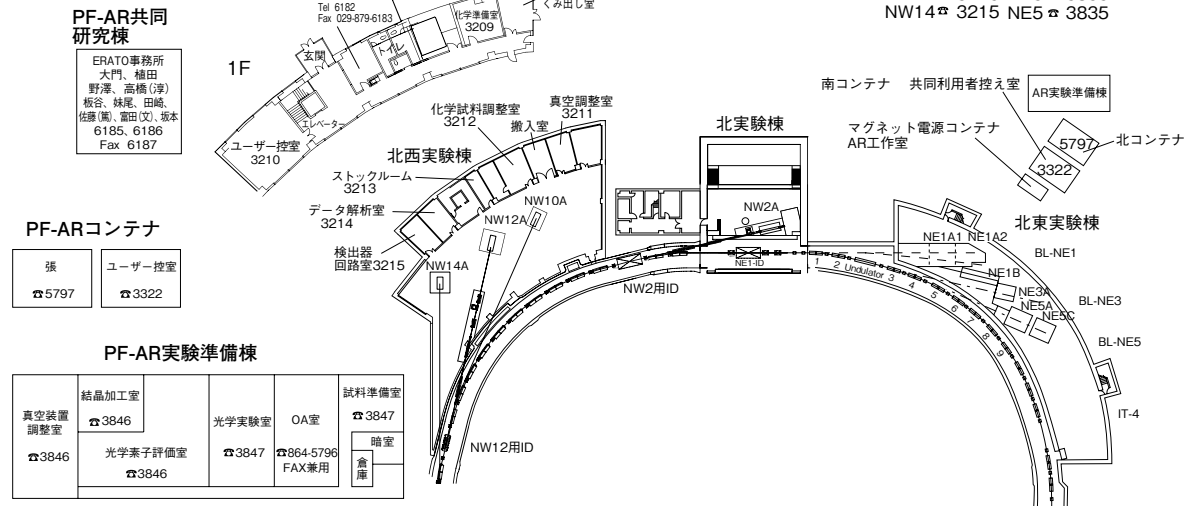 PF-AR共同
研究棟
ERATO事務所
大門、植田
野澤、高橋(淳)
板谷、妹尾、田崎、
佐藤(篤)、富田(文)、坂本
6185、6186
Fax 6187
Tel 6182
Fax 029-879-6183
1F
玄関
トイレ
化学準備室
3209
くみ出し室
エレベーター
ユーザー控室
3210
NW14☎ 3215 NE5 ☎ 3835
化学試料調整室
3212
搬入室
真空調整室
3211
北西実験棟
ストックルーム
3213
データ解析室
3214
検出器
回路室3215
NW10A
NW12A
NW14A
北実験棟
NW2A
NE1-ID
NW2用ID
NW12用ID
1 2 Undulator 3 4 5 6 7 8 9
南コンテナ
共同利用者控え室
AR実験準備棟
マグネット電源コンテナ
AR工作室
5797
3322
北コンテナ
北東実験棟
NE1A1 NE1A2
BL-NE1
NE1B
NE3A
BL-NE3
NE5A
NE5C
BL-NE5
IT-4
PF-ARコンテナ
張
☎5797
ユーザー控室
☎3322
PF-AR実験準備棟
真空装置
調整室
☎3846
結晶加工室
☎3846
光学素子評価室
☎3846
光学実験室
☎3847
OA室
☎864-5796
FAX兼用
試料準備室
☎3847
暗室
倉庫